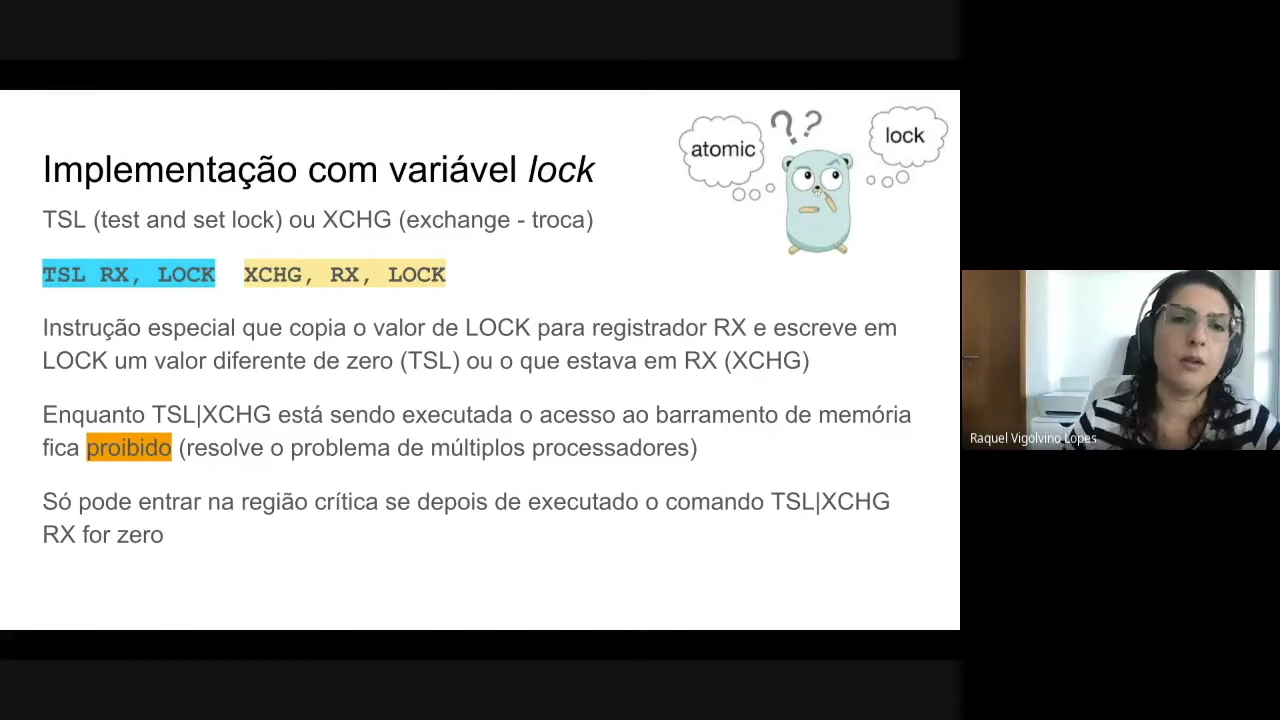 atomic
??
lock
Implementação com variável lock
TSL (test and set lock) ou XCHG (exchange - troca)
TSL RX, LOCK XCHG, RX, LOCK
Instrução especial que copia o valor de LOCK para registrador RX e escreve em
LOCK um valor diferente de zero (TSL) ou o que estava em RX (XCHG)
Enquanto TSL|XCHG está sendo executada o acesso ao barramento de memória
fica proibido (resolve o problema de múltiplos processadores)
Só pode entrar na região crítica se depois de executado o comando TSL|XCHG
RX for zero
Raquel Vigolvino Lopes